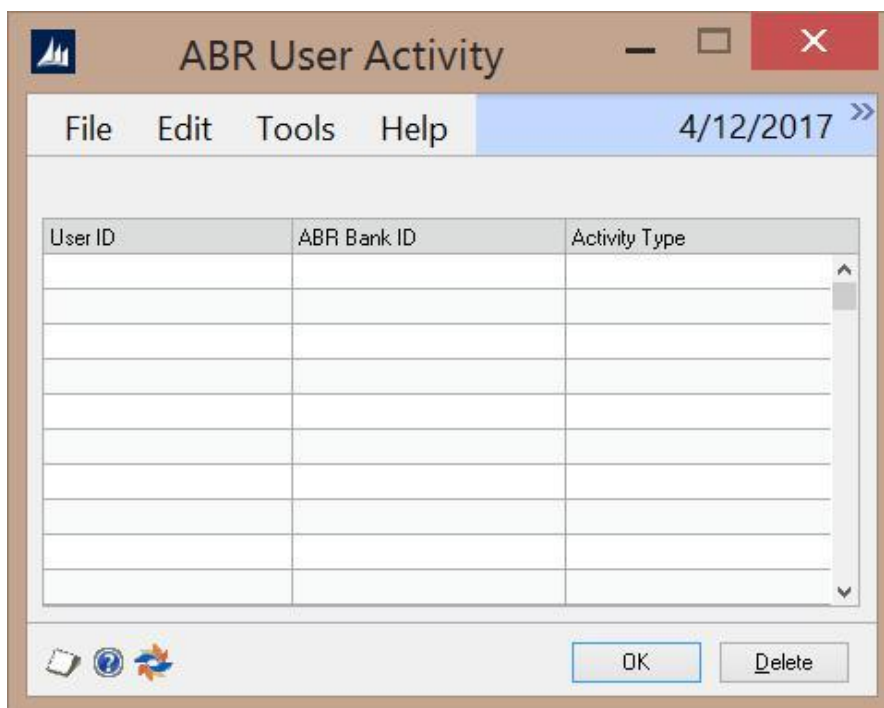 ABR User Activity
File Edit Tools Help 4/12/2017 »
User ID ABR Bank ID Activity Type
OK Delete